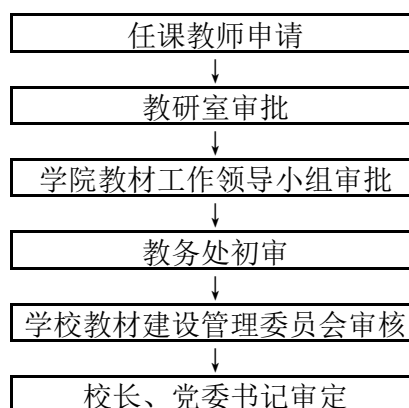 任课教师申请
↓
教研室审批
↓
学院教材工作领导小组审批
↓
教务处初审
↓
学校教材建设管理委员会审核
↓
校长、党委书记审定